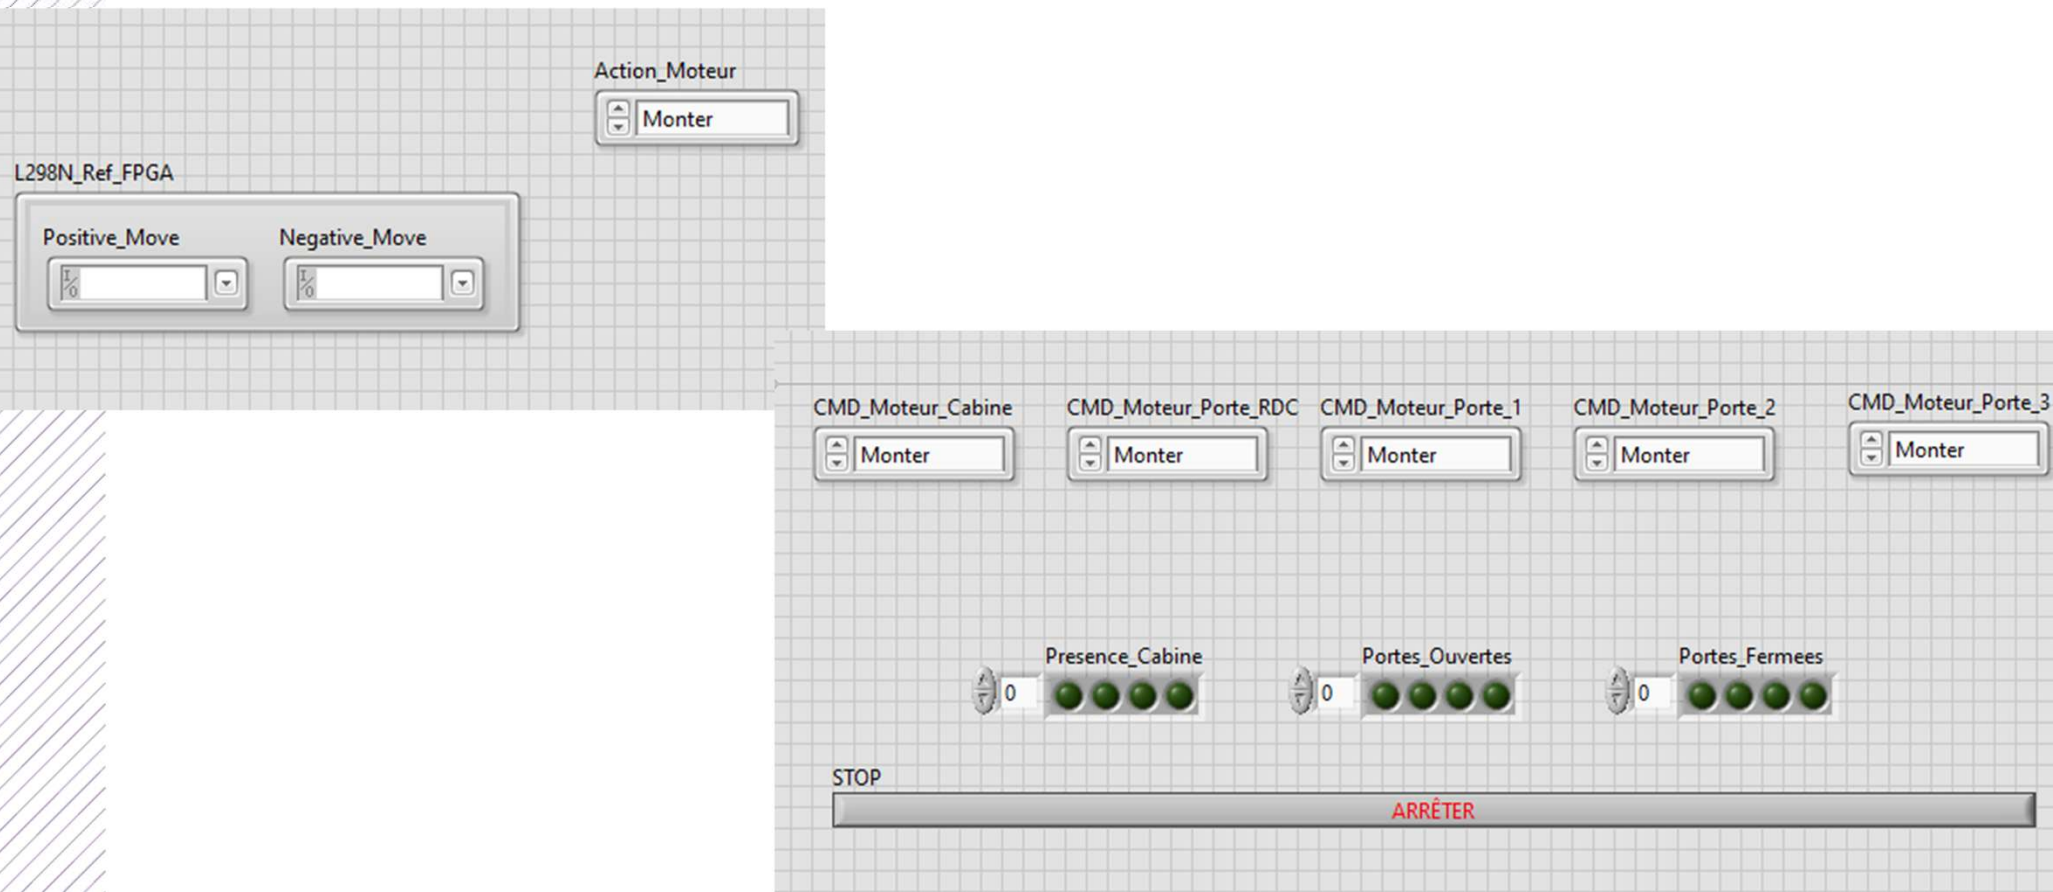 Action_Moteur
Monter
L298N_Ref_FPGA
Positive_Move Negative_Move
I/O I/O
CMD_Moteur_Cabine CMD_Moteur_Porte_RDC CMD_Moteur_Porte_1 CMD_Moteur_Porte_2 CMD_Moteur_Porte_3
Monter Monter Monter Monter Monter
Presence_Cabine Portes_Ouvertes Portes_Fermees
0 0 0
STOP
ARRÊTER